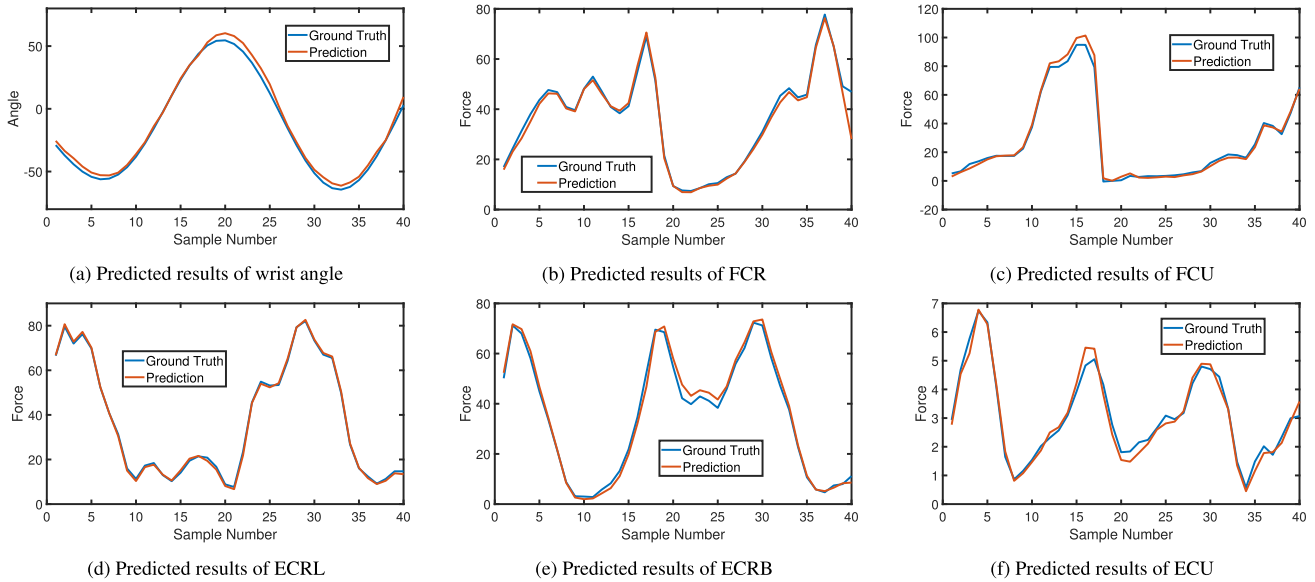 50
0
-50
Angle
0 5 10 15 20 25 30 35 40
Sample Number
Ground Truth
Prediction
(a) Predicted results of wrist angle
80
60
40
20
0
Force
0 5 10 15 20 25 30 35 40
Sample Number
Ground Truth
Prediction
(b) Predicted results of FCR
120
100
80
60
40
20
0
-20
Force
0 5 10 15 20 25 30 35 40
Sample Number
Ground Truth
Prediction
(c) Predicted results of FCU
80
60
40
20
0
Force
0 5 10 15 20 25 30 35 40
Sample Number
Ground Truth
Prediction
(d) Predicted results of ECRL
80
60
40
20
0
Force
0 5 10 15 20 25 30 35 40
Sample Number
Ground Truth
Prediction
(e) Predicted results of ECRB
7
6
5
4
3
2
1
0
Force
0 5 10 15 20 25 30 35 40
Sample Number
Ground Truth
Prediction
(f) Predicted results of ECU